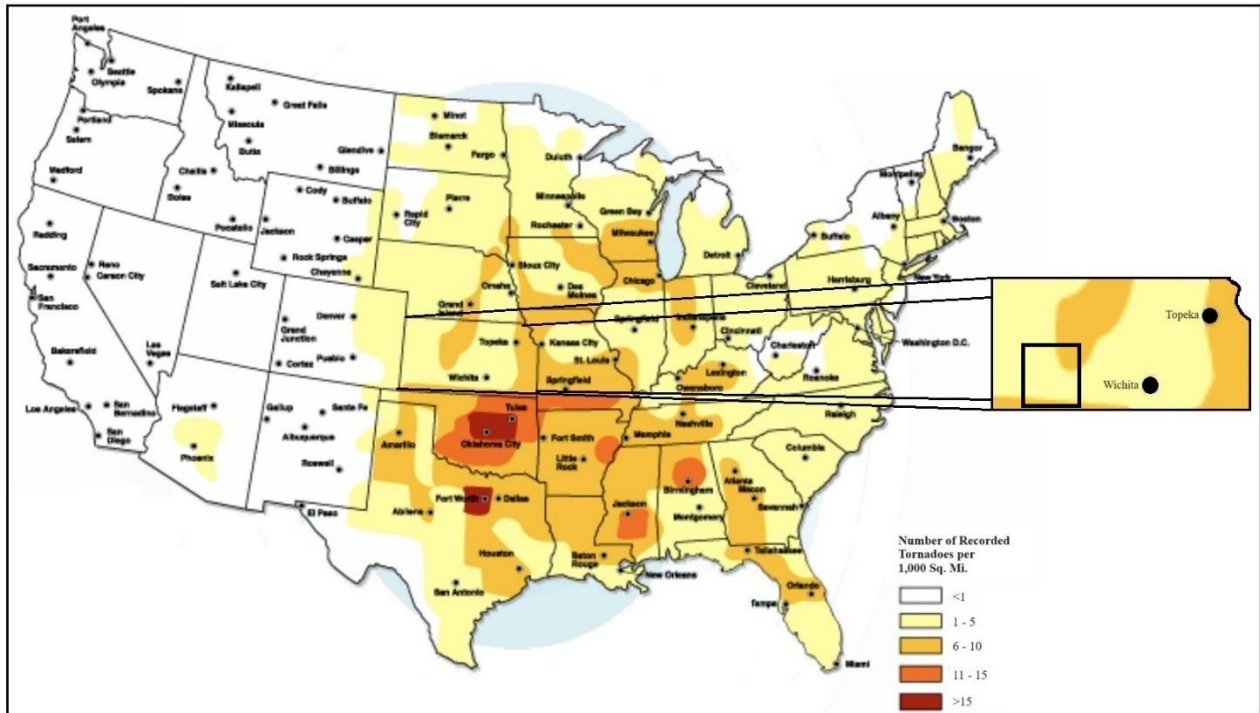 Port
Angeles
Seattle
Olympia
Spokane
Portland
Salem
Medford
Kalispell
Great Falls
Missoula
Butte
Glendive
Billings
Challis
Boise
Pocatello
Cody
Buffalo
Jackson
Casper
Rock Springs
Cheyenne
Minot
Bismarck
Fargo
Pierre
Rapid
City
Duluth
Minneapolis
Rochester
Green Bay
Milwaukee
Detroit
Chicago
Sioux City
Des
Moines
Omaha
Grand
Island
Redding
Reno
Carson City
Sacramento
San
Francisco
Bakersfield
Las
Vegas
Los Angeles
San
Bernadino
San
Diego
Salt Lake City
Grand
Junction
Denver
Cortez
Pueblo
Flagstaff
Phoenix
Gallup
Santa Fe
Albuquerque
Roswell
El Paso
Topeka
Kansas City
Wichita
St. Louis
Springfield
Springfield
Indianapolis
Cincinnati
Cleveland
Buffalo
Albany
Montpelier
Bangor
Boston
New York
Harrisburg
Washington D.C.
Charleston
Roanoke
Lexington
Owensboro
Nashville
Memphis
Raleigh
Columbia
Tulsa
Oklahoma City
Amarillo
Fort Smith
Little
Rock
Fort Worth
Dallas
Abilene
Houston
San Antonio
Jackson
Baton
Rouge
New Orleans
Birmingham
Montgomery
Atlanta
Macon
Savannah
Tallahassee
Orlando
Tampa
Miami
Topeka
Wichita
Number of Recorded
Tornadoes per
1,000 Sq. Mi.
<1
1 - 5
6 - 10
11 - 15
>15